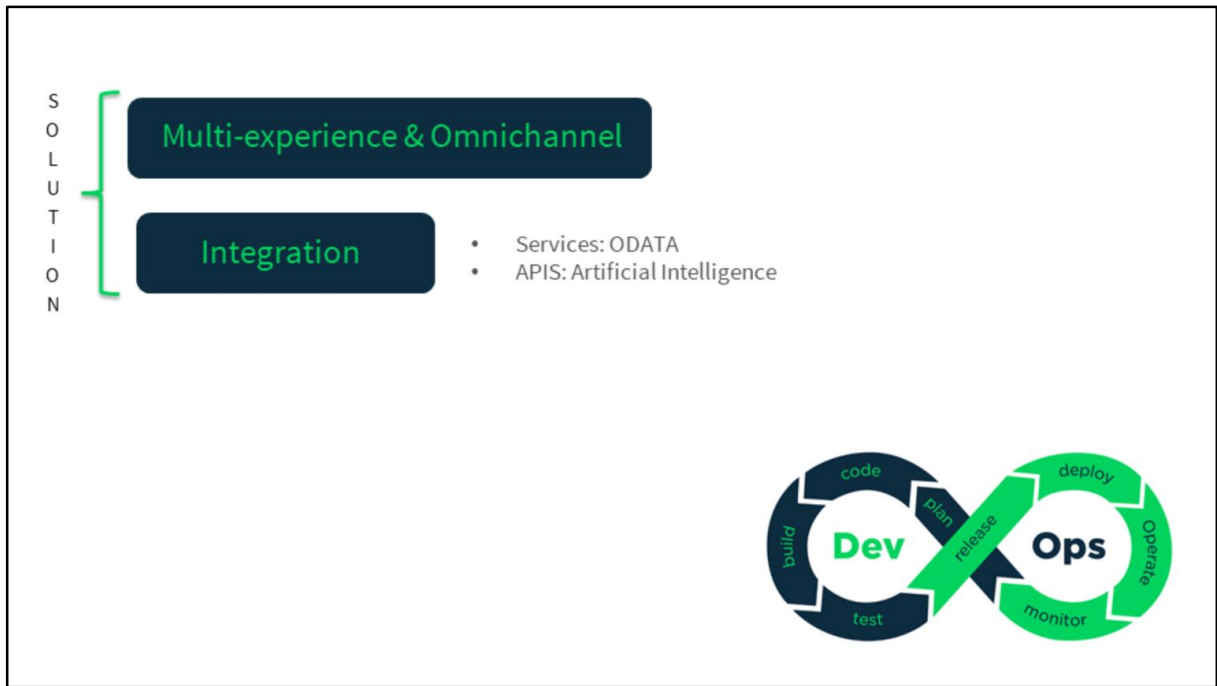 SOLUTION
Multi-experience & Omnichannel
Integration
• Services: ODATA
• APIS: Artificial Intelligence
Dev
Ops
plan
code
build
test
release
deploy
Operate
monitor